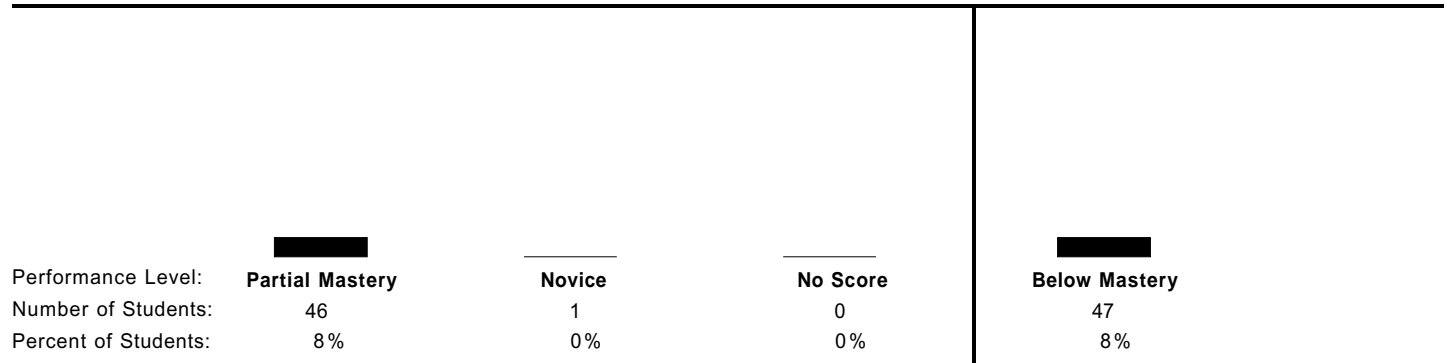 Performance Level: Partial Mastery Novice No Score Below Mastery
Number of Students: 46 1 0 47
Percent of Students: 8% 0% 0% 8%